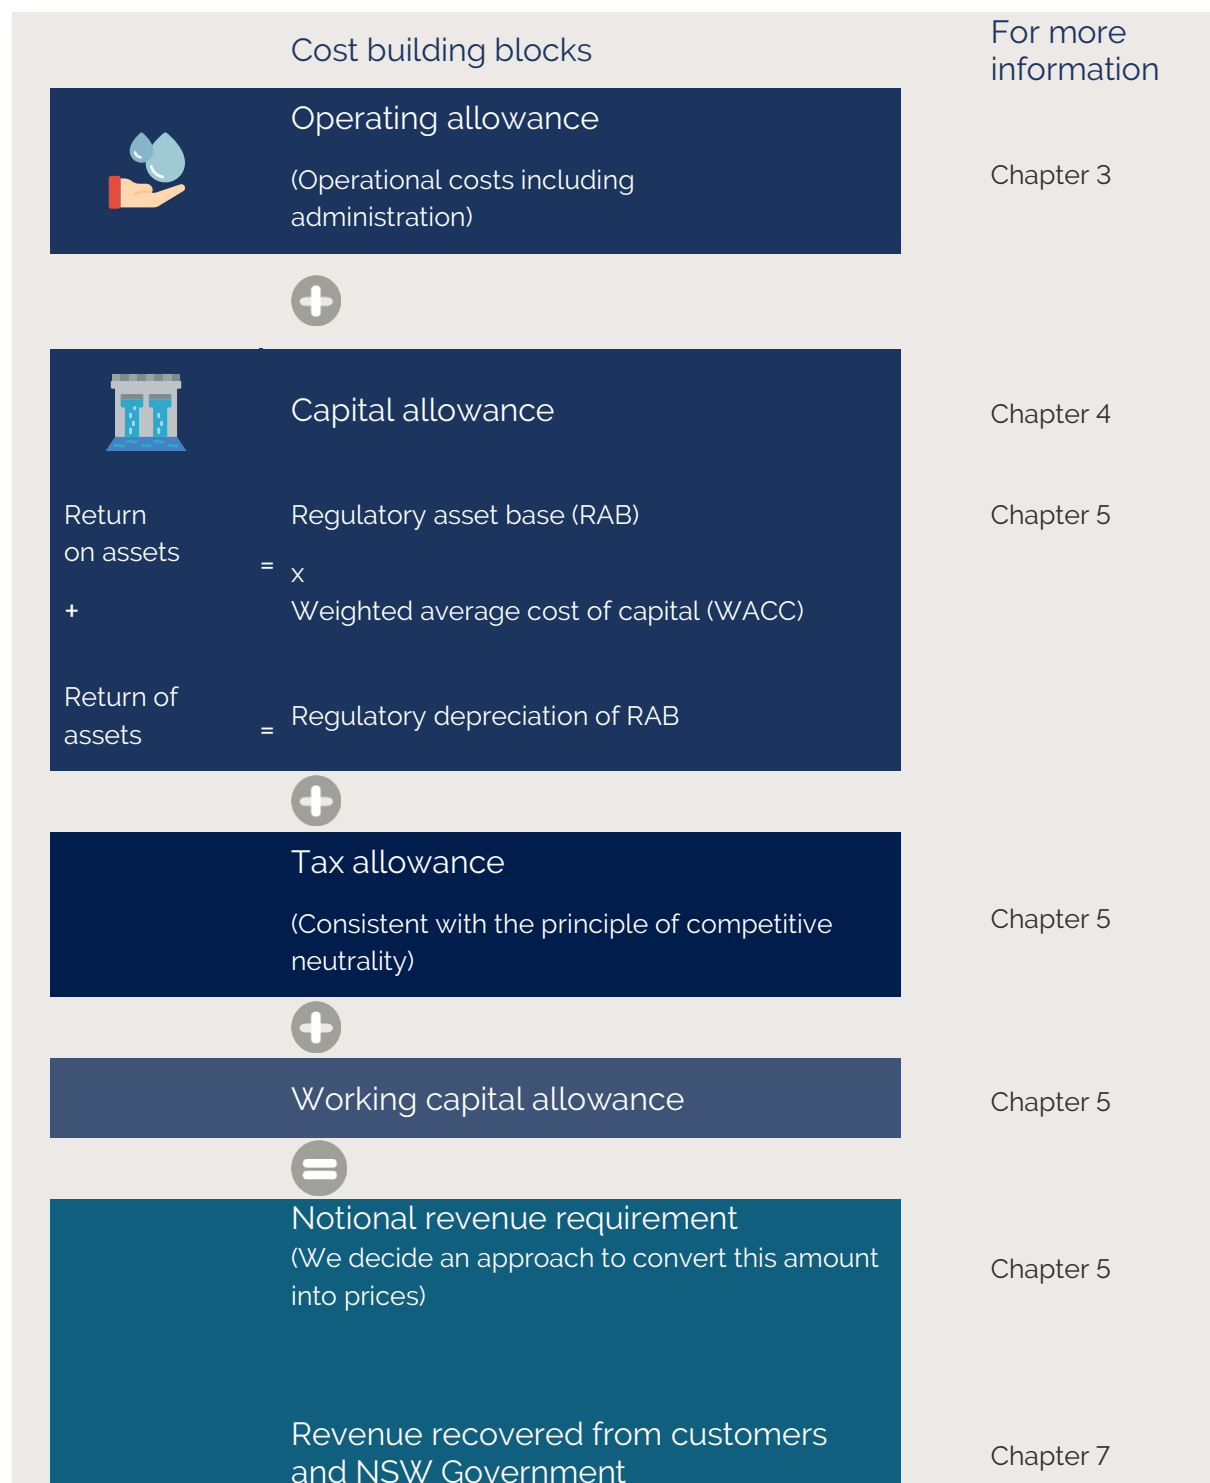 Cost building blocks
For more
information
Operating allowance
(Operational costs including
administration)
Chapter 3
Capital allowance
Chapter 4
Return
on assets
=
Regulatory asset base (RAB)
x
Weighted average cost of capital (WACC)
Chapter 5
+
Return of
assets
=
Regulatory depreciation of RAB
Tax allowance
(Consistent with the principle of competitive
neutrality)
Chapter 5
Working capital allowance
Chapter 5
Notional revenue requirement
(We decide an approach to convert this amount
into prices)
Chapter 5
Revenue recovered from customers
and NSW Government
Chapter 7